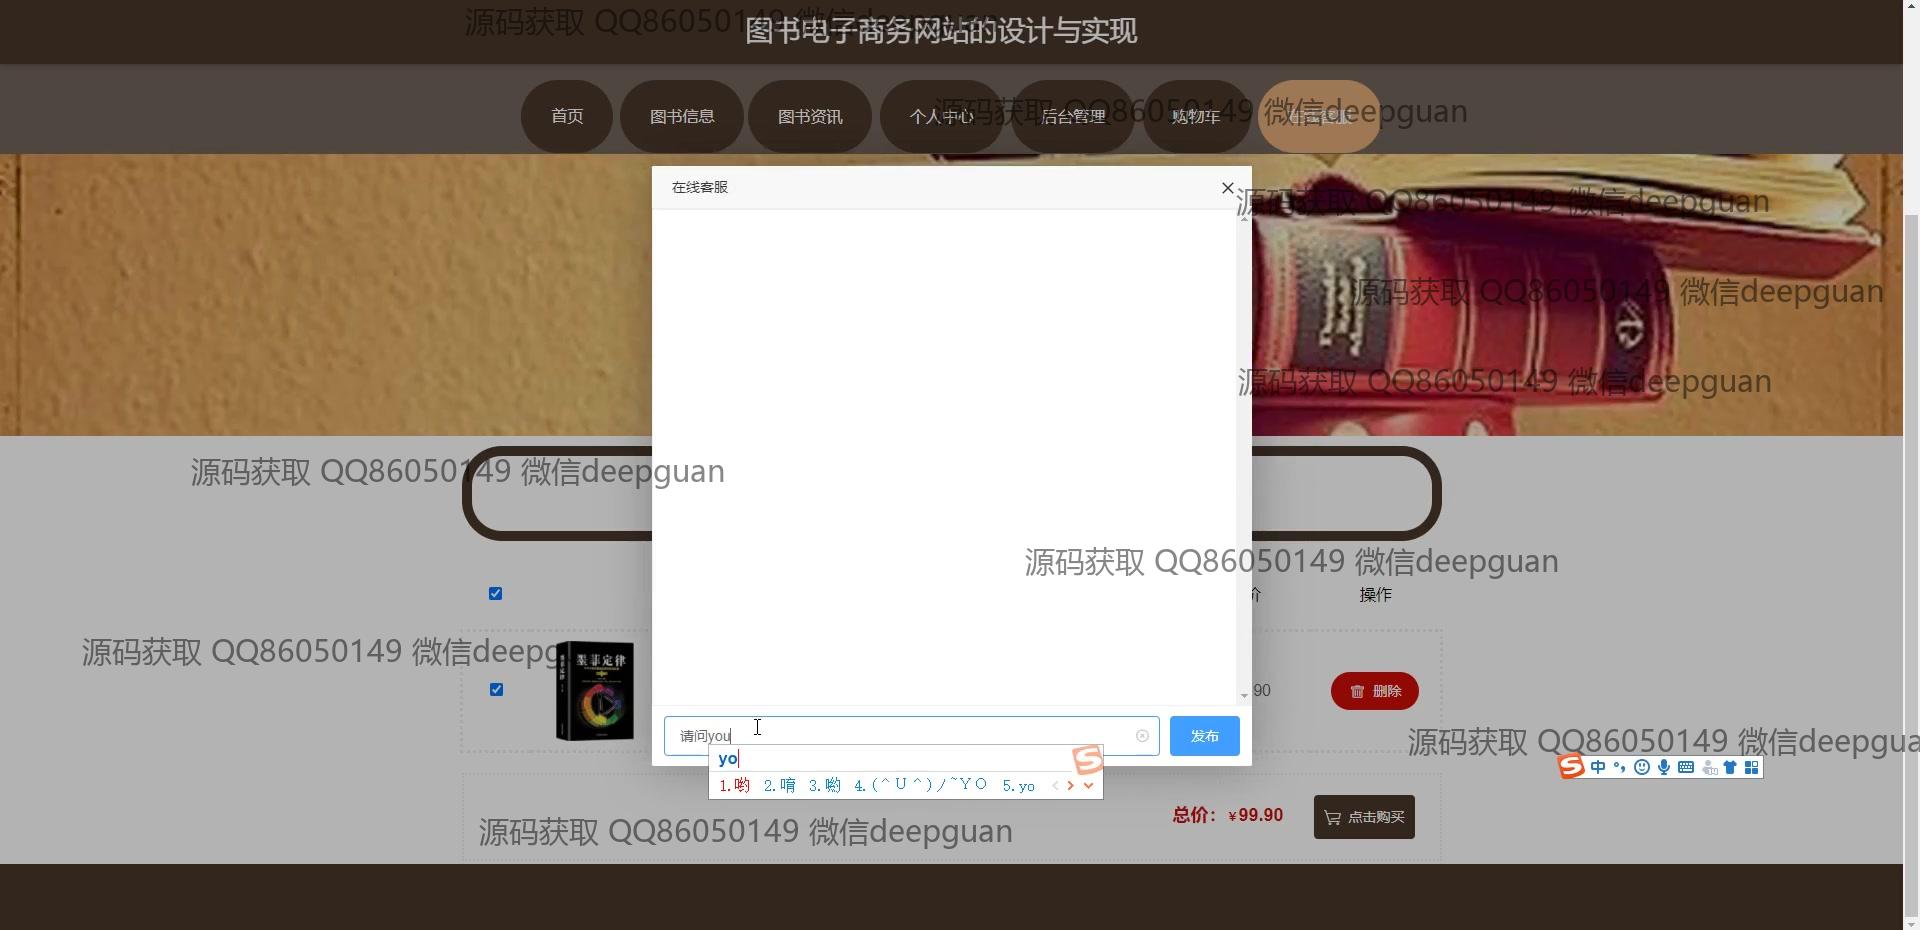 源码获取 QQ86050149 微信deepguan
图书电子商务网站的设计与实现
首页
图书信息
图书资讯
个人中心
后台管理
购物车
在线客服
源码获取 QQ86050149 微信deepguan
在线客服
源码获取 QQ86050149 微信deepguan
源码获取 QQ86050149 微信deepguan
源码获取 QQ86050149 微信deepguan
源码获取 QQ86050149 微信deepguan
源码获取 QQ86050149 微信deepguan
价
操作
源码获取 QQ86050149 微信deepg
墨菲定律
90
删除
请问you
发布
源码获取 QQ86050149 微信deepgua
yo
1.哟 2.唷 3.喲 4.(^U^)ノ~YO 5.yo
中
总价：¥99.90
点击购买
源码获取 QQ86050149 微信deepguan